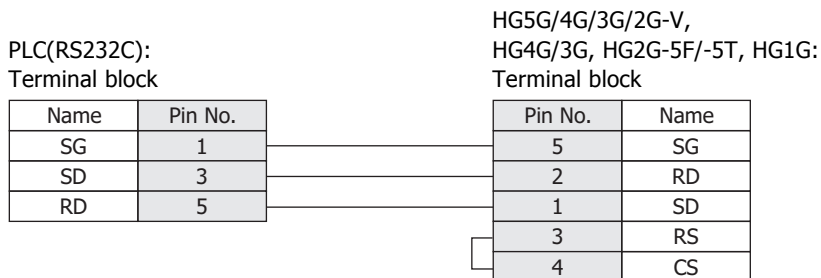 HG5G/4G/3G/2G-V,
PLC(RS232C): HG4G/3G, HG2G-5F/-5T, HG1G:
Terminal block Terminal block
Name Pin No. Pin No. Name
SG 1 5 SG
SD 3 2 RD
RD 5 1 SD
3 RS
4 CS